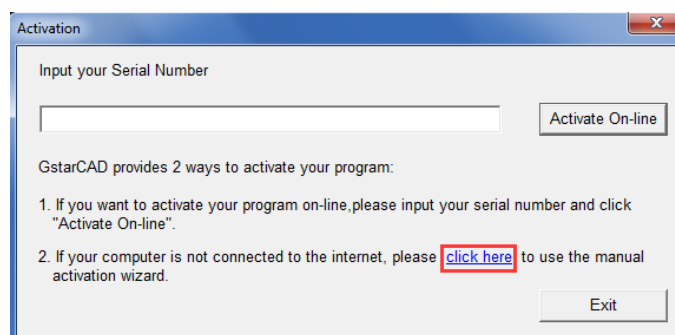 Activation
Input your Serial Number
Activate On-line
GstarCAD provides 2 ways to activate your program:
1. If you want to activate your program on-line,please input your serial number and click
"Activate On-line".
2. If your computer is not connected to the internet, please click here to use the manual
activation wizard.
Exit